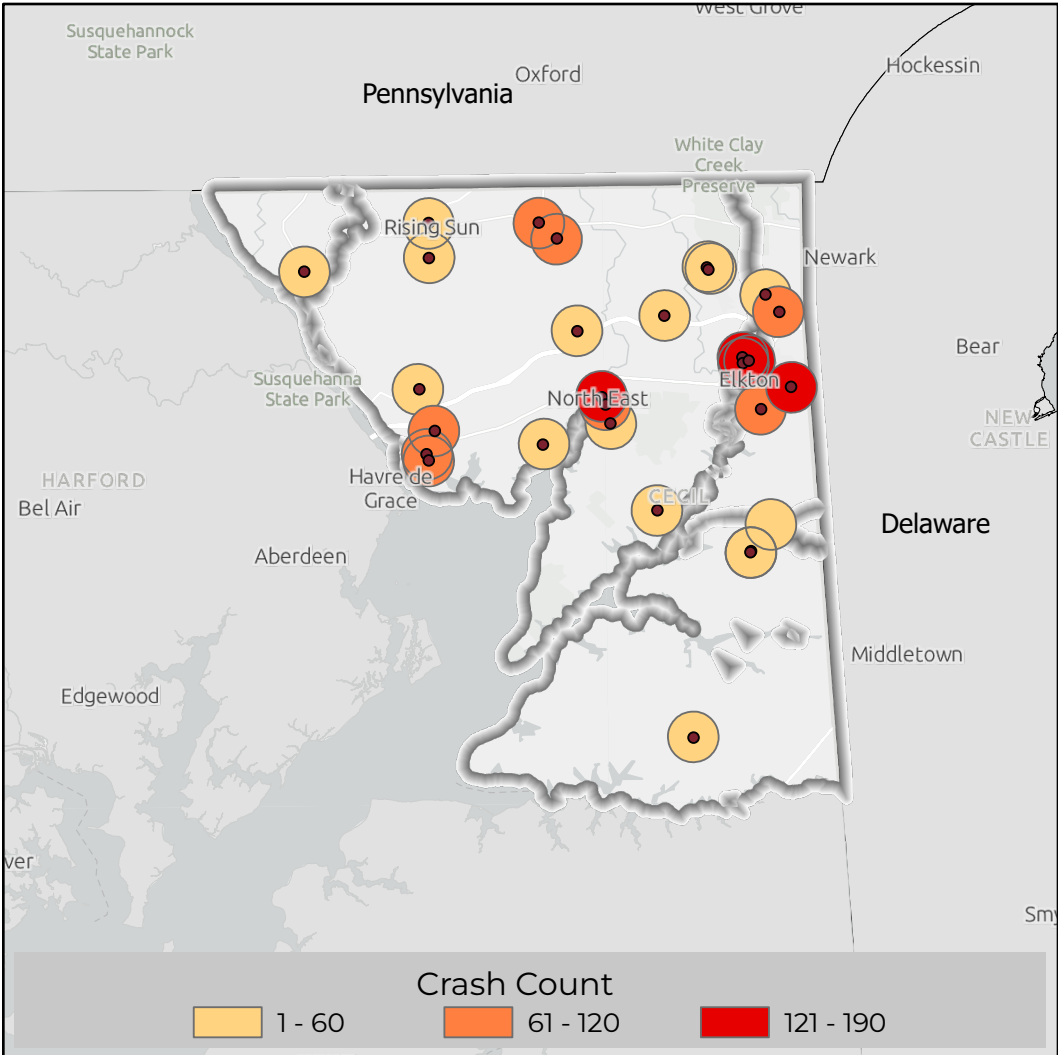 West Grove
Susquehannock
State Park
Hockessin
Oxford
Pennsylvania
White Clay
Creek
Preserve
Rising Sun
Newark
Bear
Susquehanna
State Park
Elkton
North East
NEW
CASTLE
HARFORD
Havre de
Grace
CECIL
Bel Air
Delaware
Aberdeen
Middletown
Edgewood
ver
Smy
Crash Count
1 - 60
61 - 120
121 - 190